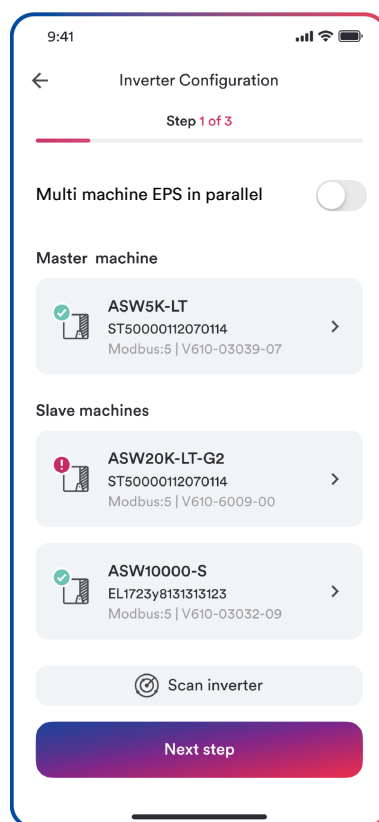 9:41
Inverter Configuration
Step 1 of 3
Multi machine EPS in parallel
Master machine
ASW5K-LT
ST50000112070114
Modbus:5 | V610-03039-07
Slave machines
ASW20K-LT-G2
ST50000112070114
Modbus:5 | V610-6009-00
ASW10000-S
EL1723y8131313123
Modbus:5 | V610-03032-09
Scan inverter
Next step